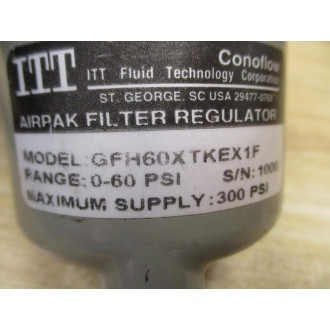 Conoflow
ITT
ITT Fluid Technology Corporation
ST. GEORGE, SC USA 29477-0768
AIRPAK FILTER REGULATOR
MODEL: GFH60XTKEX1F
RANGE: 0-60 PSI S/N: 1000
MAXIMUM SUPPLY: 300 PSI